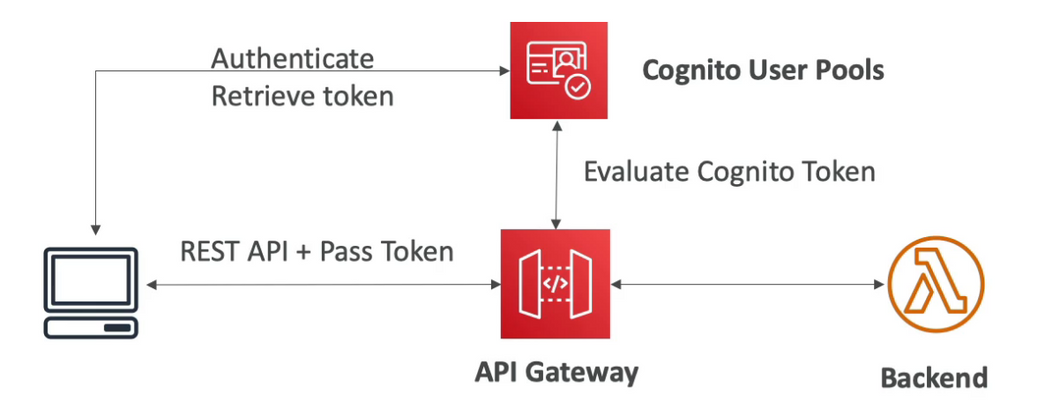 Authenticate
Retrieve token
Cognito User Pools
Evaluate Cognito Token
REST API + Pass Token
</>
API Gateway
Backend